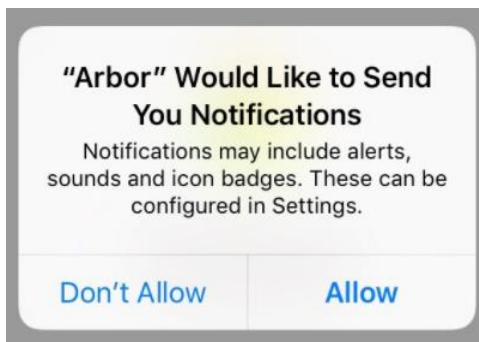 “Arbor” Would Like to Send
You Notifications
Notifications may include alerts,
sounds and icon badges. These can be
configured in Settings.
Don’t Allow
Allow